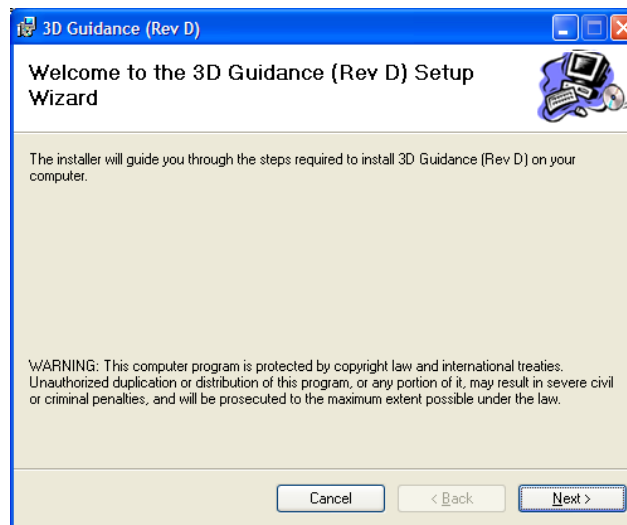 3D Guidance (Rev D)
Welcome to the 3D Guidance (Rev D) Setup
Wizard
The installer will guide you through the steps required to install 3D Guidance (Rev D) on your
computer.
WARNING: This computer program is protected by copyright law and international treaties.
Unauthorized duplication or distribution of this program, or any portion of it, may result in severe civil
or criminal penalties, and will be prosecuted to the maximum extent possible under the law.
Cancel
< Back
Next >